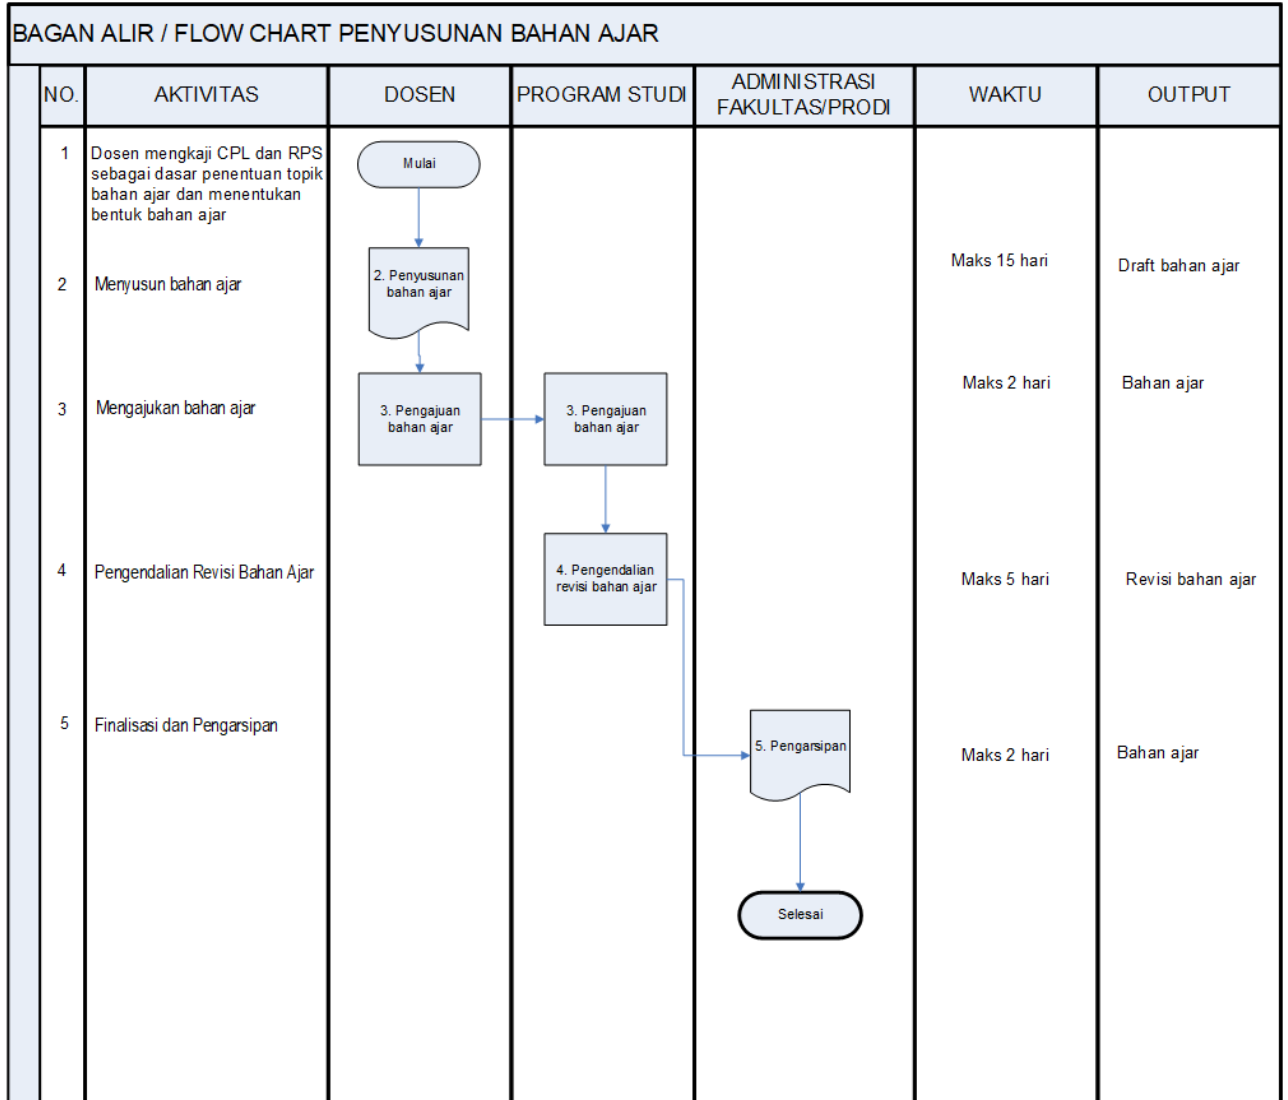 BAGAN ALIR / FLOW CHART PENYUSUNAN BAHAN AJAR
NO.
AKTIVITAS
DOSEN
PROGRAM STUDI
ADMINISTRASI
FAKULTAS/PRODI
WAKTU
OUTPUT
1
Dosen mengkaji CPL dan RPS
sebagai dasar penentuan topik
bahan ajar dan menentukan
bentuk bahan ajar
Mulai
2
Menyusun bahan ajar
2. Penyusunan
bahan ajar
Maks 15 hari
Draft bahan ajar
3
Mengajukan bahan ajar
3. Pengajuan
bahan ajar
3. Pengajuan
bahan ajar
Maks 2 hari
Bahan ajar
4
Pengendalian Revisi Bahan Ajar
4. Pengendalian
revisi bahan ajar
Maks 5 hari
Revisi bahan ajar
5
Finalisasi dan Pengarsipan
5. Pengarsipan
Maks 2 hari
Bahan ajar
Selesai